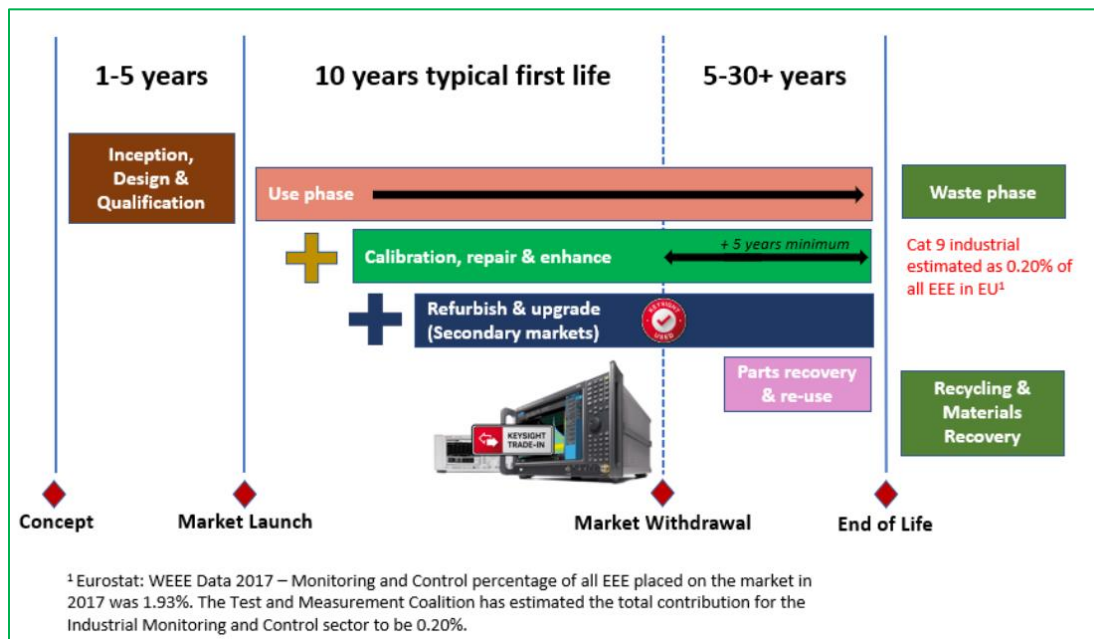 1-5 years
10 years typical first life
5-30+ years
Inception,
Design &
Qualification
Use phase
Waste phase
Calibration, repair & enhance
+ 5 years minimum
Cat 9 industrial
estimated as 0.20% of
all EEE in EU¹
Refurbish & upgrade
(Secondary markets)
KEYSIGHT
USED
Parts recovery
& re-use
Recycling &
Materials
Recovery
KEYSIGHT
TRADE-IN
Concept
Market Launch
Market Withdrawal
End of Life
¹ Eurostat: WEEE Data 2017 – Monitoring and Control percentage of all EEE placed on the market in
2017 was 1.93%. The Test and Measurement Coalition has estimated the total contribution for the
Industrial Monitoring and Control sector to be 0.20%.